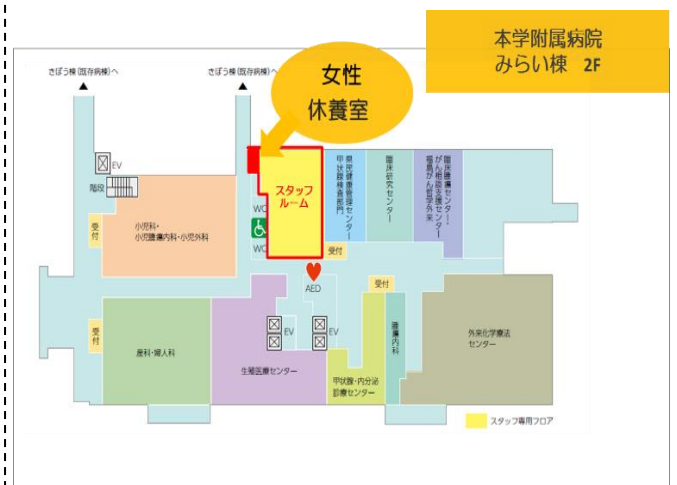 本学附属病院
みらい棟 2F
女性
休養室
きぼう棟(既存病棟)へ
きぼう棟(既存病棟)へ
EV
階段
受付
小児科・
小児腫瘍内科・小児外科
WC
WC
スタッフ
ルーム
県民健康管理センター
甲状腺検査部門
臨床研究センター
臨床腫瘍センター・
がん相談支援センター
福島がん哲学外来
受付
AED
受付
受付
産科・婦人科
EV
EV
生殖医療センター
甲状腺・内分泌
診療センター
腫瘍内科
外来化学療法
センター
スタッフ専用フロア